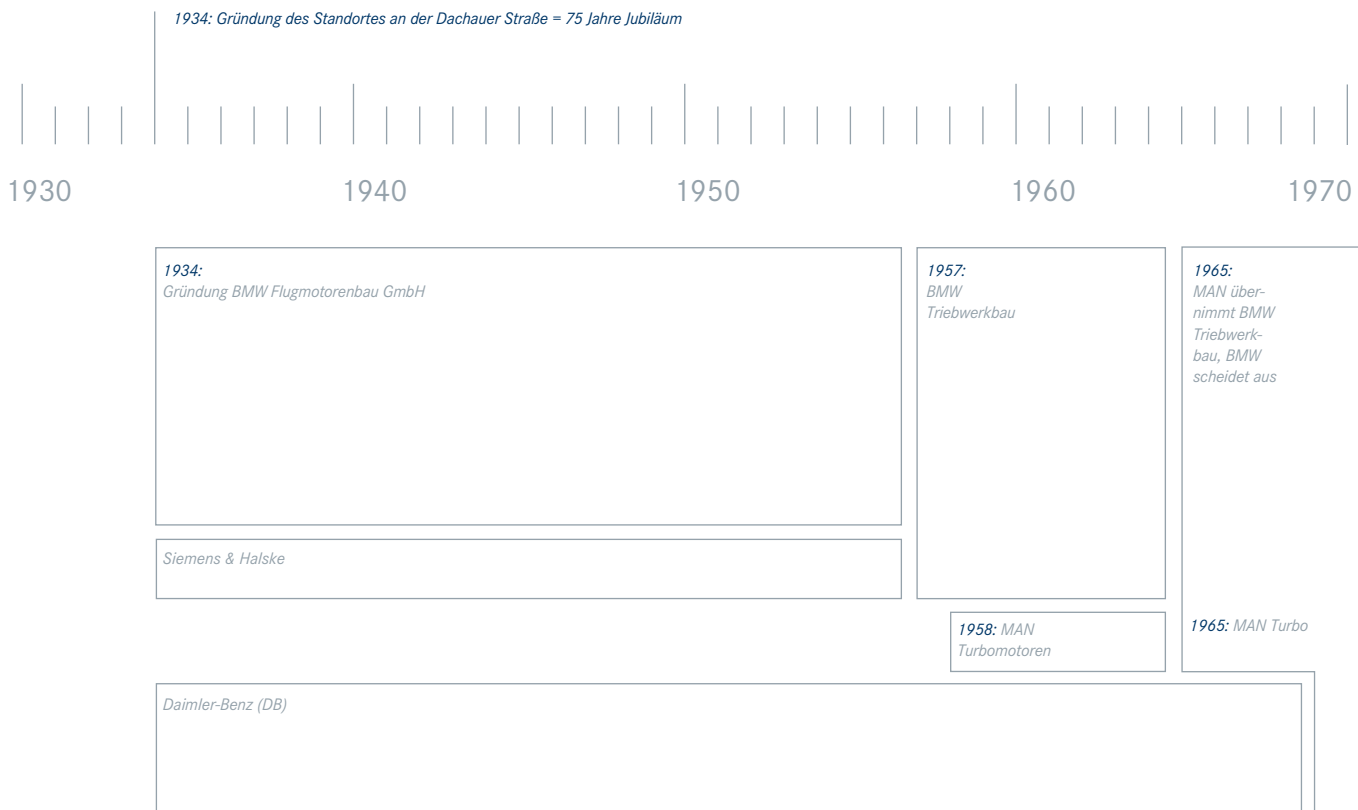 1934: Gründung des Standortes an der Dachauer Straße = 75 Jahre Jubiläum
1930
1940
1950
1960
1970
1934:
Gründung BMW Flugmotorenbau GmbH
1957:
BMW
Triebwerkbau
1965:
MAN über-
nimmt BMW
Triebwerk-
bau, BMW
scheidet aus
Siemens & Halske
1958: MAN
Turbomotoren
1965: MAN Turbo
Daimler-Benz (DB)